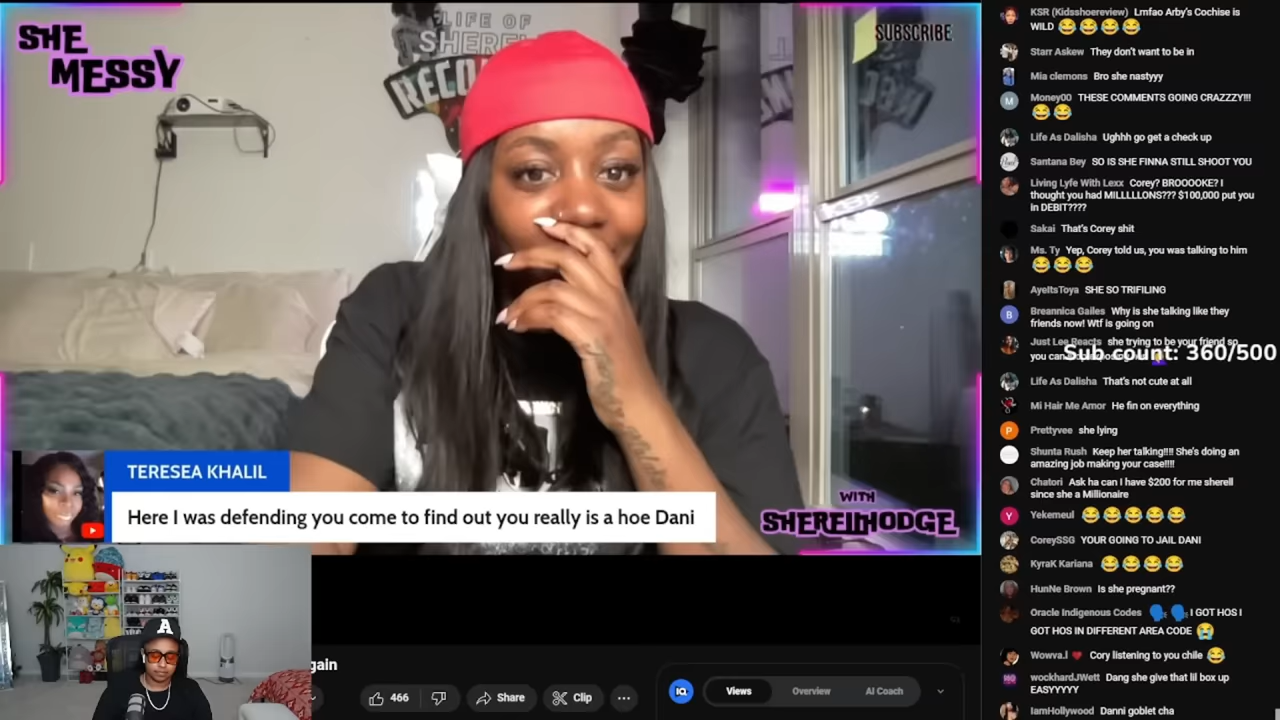 SHE
MESSY
LIFE OF
SUBSCRIBE
TERESEA KHALIL
Here I was defending you come to find out you really is a hoe Dani
WITH
SHERELLHODGE
A
gain
466
Share
Clip
IQ
Views
Overview
AI Coach
KSR (Kidsshoereview) Lmfao Arby's Cochise is
WILD 😂😂😂😂
Starr Askew They don't want to be in
Mia clemons Bro she nastyyy
M
Money00 THESE COMMENTS GOING CRAZZZY!!!
😂😂
Life As Dalisha Ughhh go get a check up
Santana Bey SO IS SHE FINNA STILL SHOOT YOU
Living Lyfe With Lexx Corey? BROOOOKE? I
thought you had MILLLLLONS??? $100,000 put you
in DEBIT????
Sakai That's Corey shit
Ms. Ty Yep, Corey told us, you was talking to him
😂😂😂
AyeItsToya SHE SO TRIFILING
B
Breannica Gailes Why is she talking like they
friends now! Wtf is going on
Just Lee Reacts she trying to be your friend so
you can
Sub count: 360/500
Life As Dalisha That's not cute at all
Mi Hair Me Amor He fin on everything
P
Prettyvee she lying
Shunta Rush Keep her talking!!!! She's doing an
amazing job making your case!!!!
Chatori Ask ha can I have $200 for me sherell
since she a Millionaire
Y
Yekemeul 😂😂😂😂😂
CoreySSG YOUR GOING TO JAIL DANI
KyraK Kariana 😂😂😂😂
HunNe Brown Is she pregnant??
Oracle Indigenous Codes 🗣🗣I GOT HOS I
GOT HOS IN DIFFERENT AREA CODE 😭
Wowva.l ♥ Cory listening to you chile 😂
wockhardJWett Dang she give that lil box up
EASYYYYY
IamHollywood Danni goblet cha